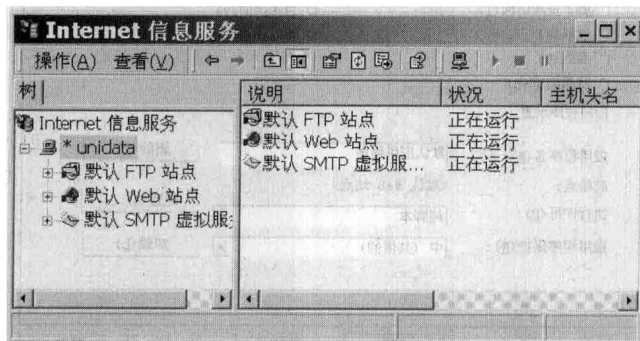 Internet 信息服务
操作(A) 查看(V)
树
Internet 信息服务
* unidata
默认 FTP 站点
默认 Web 站点
默认 SMTP 虚拟服
说明 状况 主机头名
默认 FTP 站点 正在运行
默认 Web 站点 正在运行
默认 SMTP 虚拟服... 正在运行